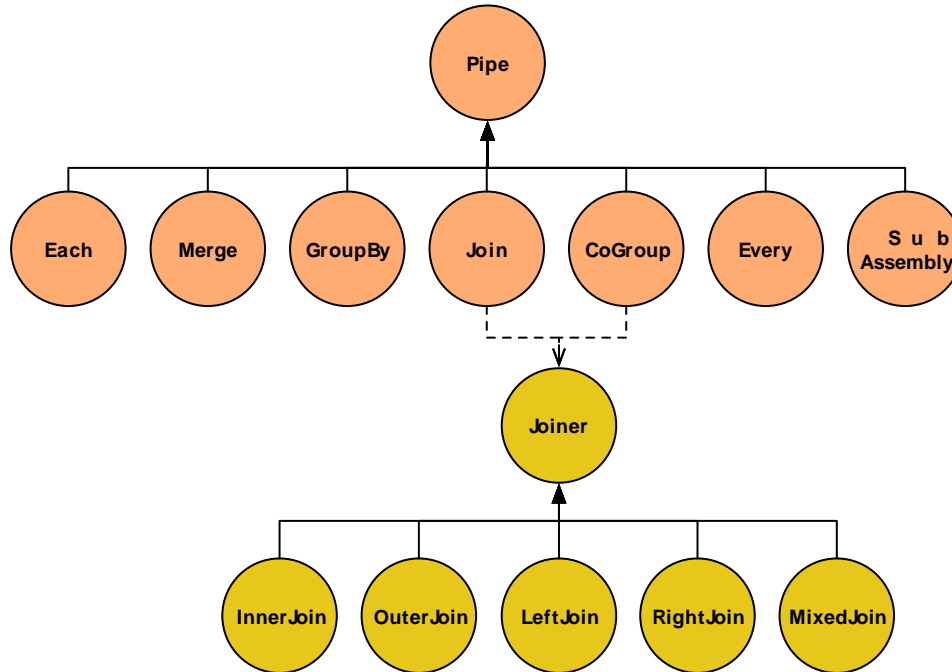 Pipe
Each
Merge
GroupBy
Join
CoGroup
Every
S u b
Assembly
Joiner
InnerJoin
OuterJoin
LeftJoin
RightJoin
MixedJoin